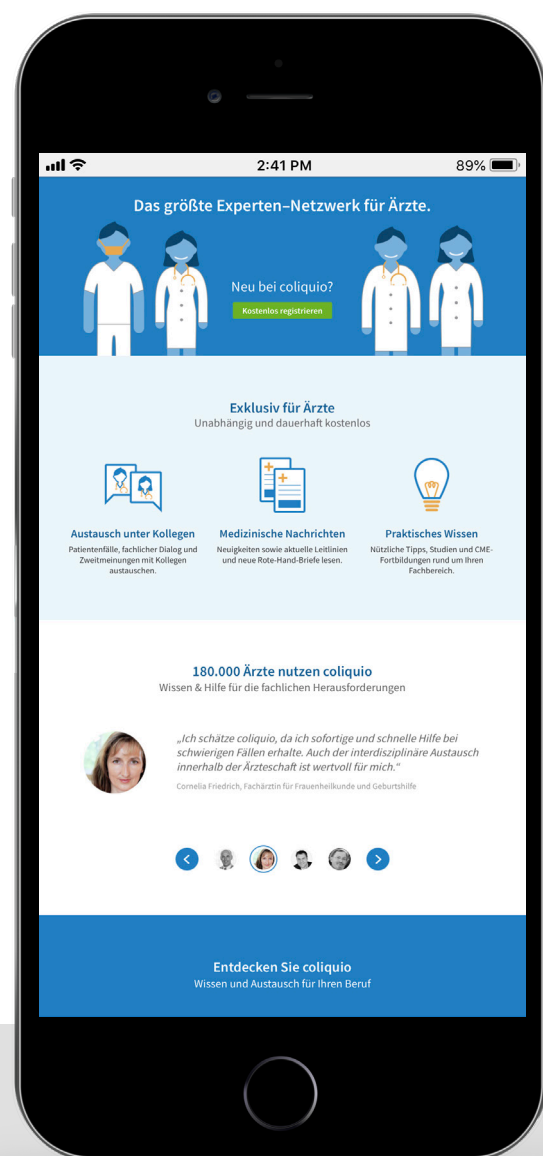 2:41 PM
89%
Das größte Experten–Netzwerk für Ärzte.
Neu bei coliquio?
Kostenlos registrieren
Exklusiv für Ärzte
Unabhängig und dauerhaft kostenlos
Austausch unter Kollegen
Patientenfälle, fachlicher Dialog und
Zweitmeinungen mit Kollegen
austauschen.
Medizinische Nachrichten
Neuigkeiten sowie aktuelle Leitlinien
und neue Rote-Hand-Briefe lesen.
Praktisches Wissen
Nützliche Tipps, Studien und CME-
Fortbildungen rund um Ihren
Fachbereich.
180.000 Ärzte nutzen coliquio
Wissen & Hilfe für die fachlichen Herausforderungen
„Ich schätze coliquio, da ich sofortige und schnelle Hilfe bei
schwierigen Fällen erhalte. Auch der interdisziplinäre Austausch
innerhalb der Ärzteschaft ist wertvoll für mich.“
Cornelia Friedrich, Fachärztin für Frauenheilkunde und Geburtshilfe
Entdecken Sie coliquio
Wissen und Austausch für Ihren Beruf